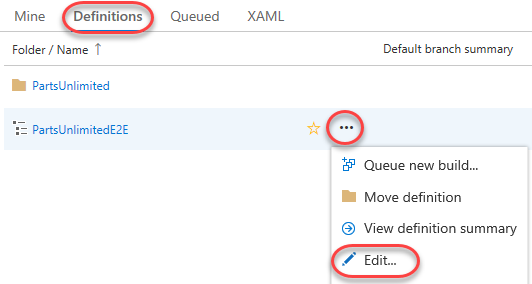 Mine Definitions Queued XAML
Folder / Name ↑ Default branch summary
PartsUnlimited
PartsUnlimitedE2E
Queue new build...
Move definition
View definition summary
Edit...